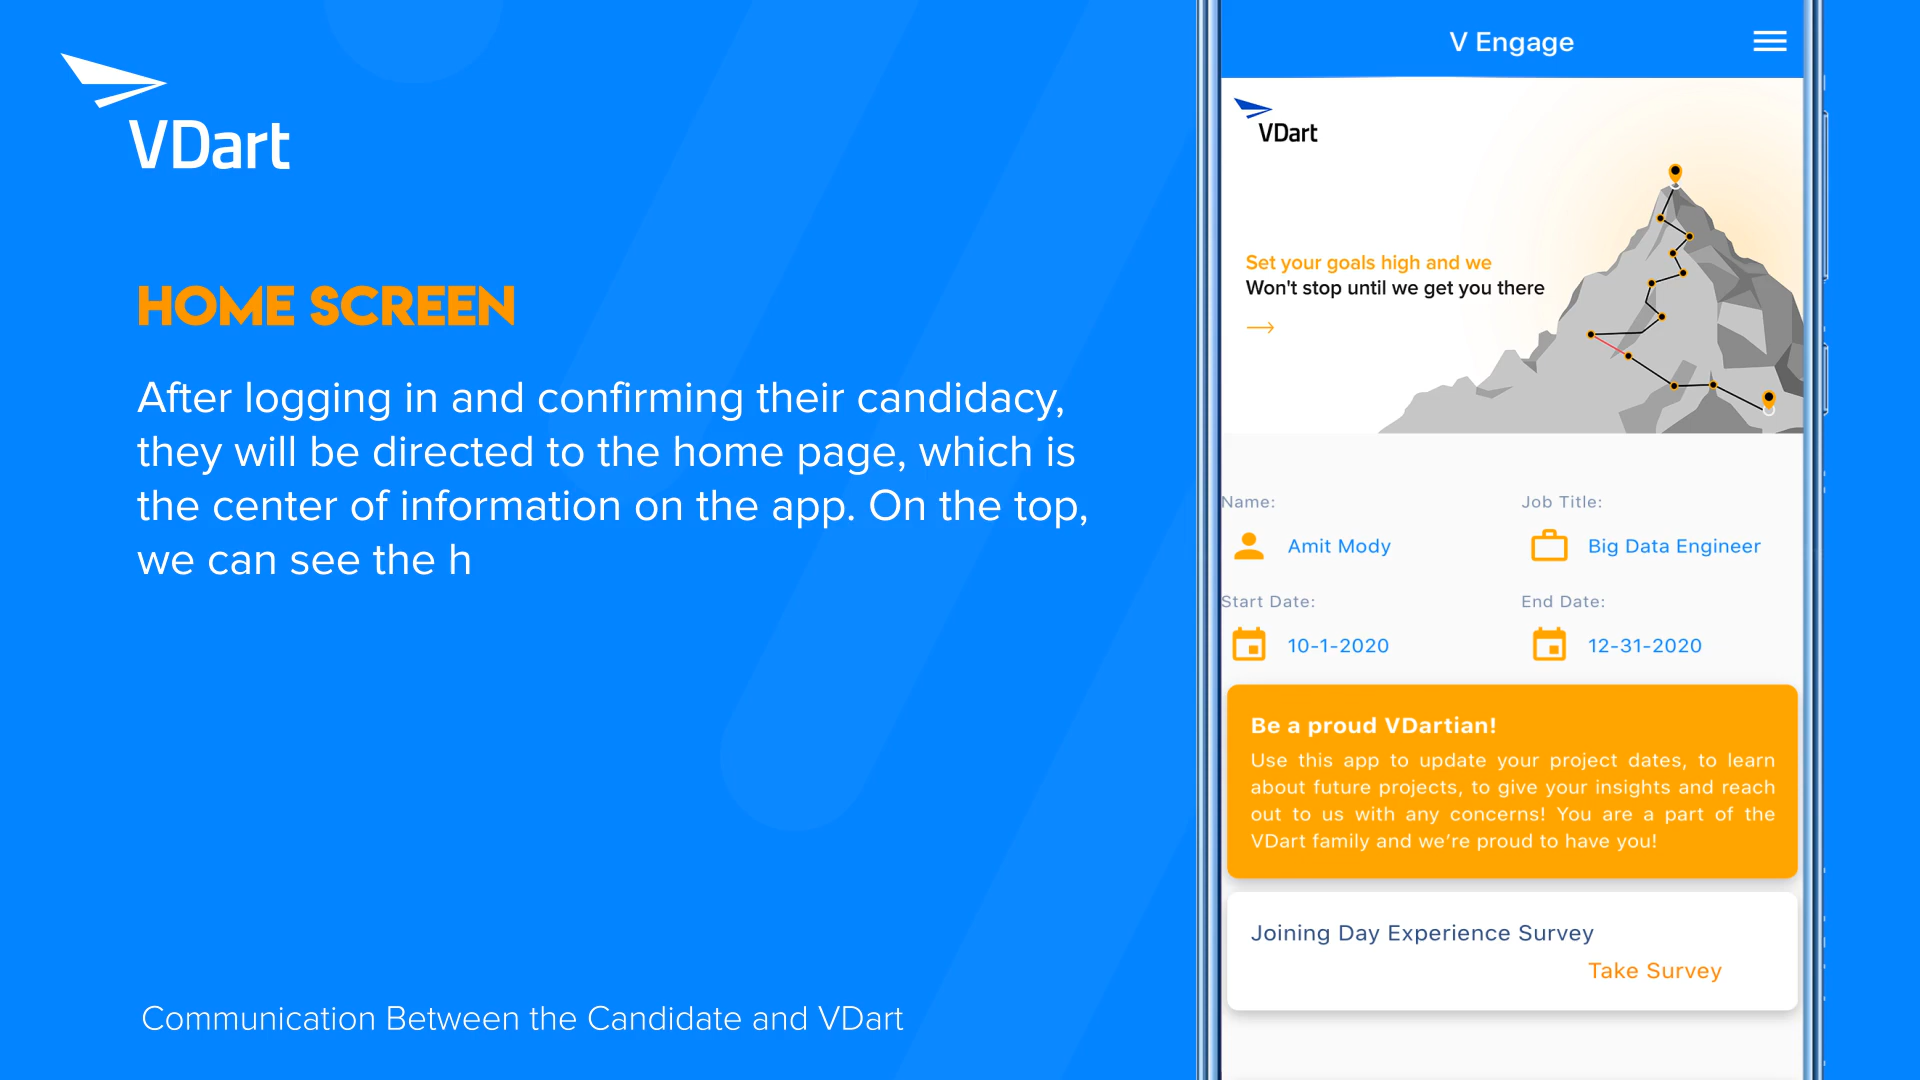 VDart
HOME SCREEN
After logging in and confirming their candidacy,
they will be directed to the home page, which is
the center of information on the app. On the top,
we can see the h
Communication Between the Candidate and VDart
V Engage
VDart
Set your goals high and we
Won't stop until we get you there
Name:
Amit Mody
Job Title:
Big Data Engineer
Start Date:
10-1-2020
End Date:
12-31-2020
Be a proud VDartian!
Use this app to update your project dates, to learn
about future projects, to give your insights and reach
out to us with any concerns! You are a part of the
VDart family and we’re proud to have you!
Joining Day Experience Survey
Take Survey